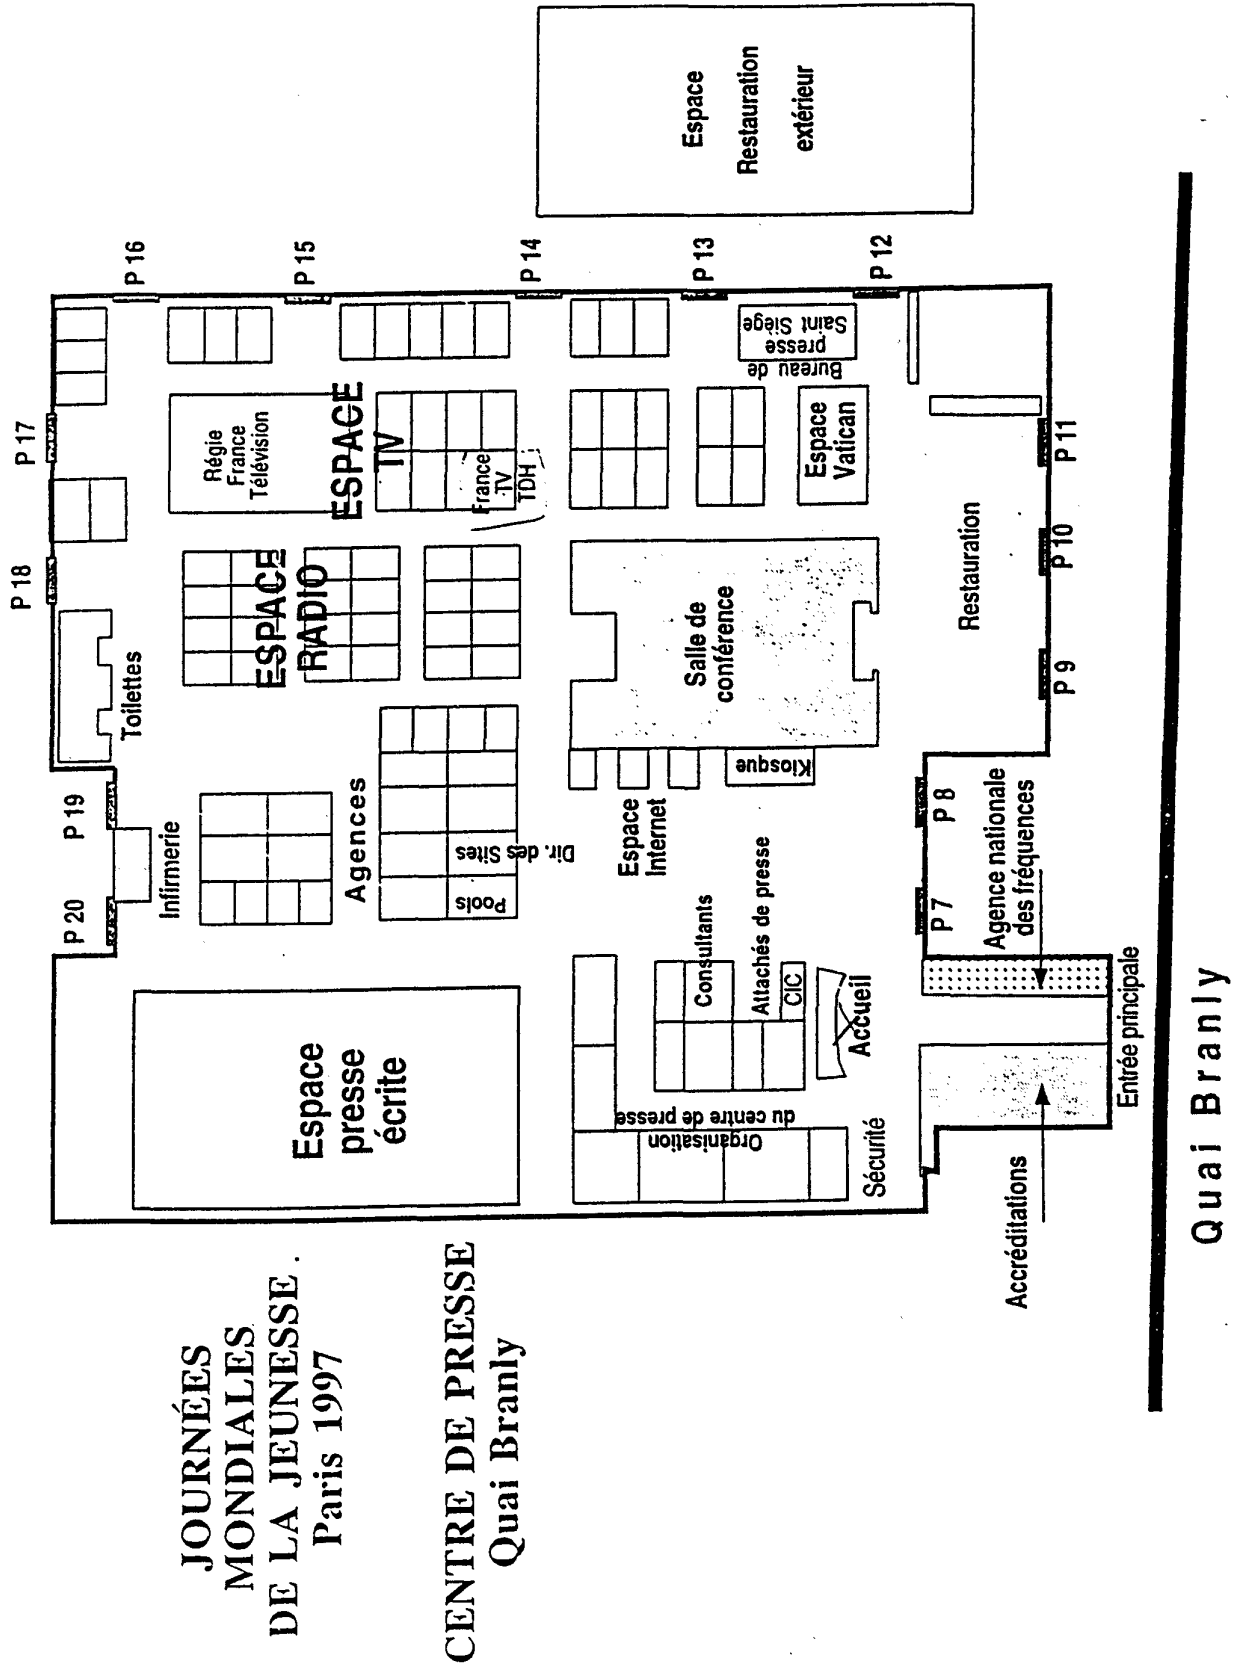 JOURNÉES
MONDIALES
DE LA JEUNESSE
Paris 1997
CENTRE DE PRESSE
Quai Branly
P 20
P 19
P 18
P 17
P 16
P 15
P 14
P 13
P 12
P 11
P 10
P 9
P 8
P 7
Infirmerie
Toilettes
Espace
presse
écrite
Agences
Pools
Dir. des Sites
ESPACE
RADIO
Régie
France
Télévision
ESPACE
TV
France
TV
TDH
Espace
Internet
Kiosque
Salle de
conférence
Espace
Vatican
Bureau de
presse
Saint Siège
Espace
Restauration
extérieur
Organisation
du centre de presse
Consultants
Attachés de presse
CIC
Accueil
Sécurité
Restauration
Accréditations
Entrée principale
Agence nationale
des fréquences
Quai Branly